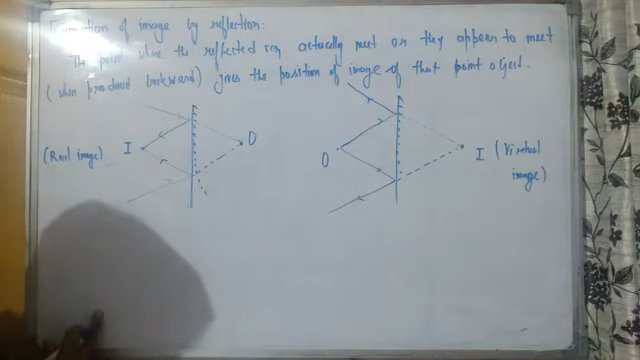 Formation of image by reflection:
The point where the reflected ray actually meet or they appear to meet
(when produced backward) gives the position of image of that point object.
(Real image) I O
O I (Virtual
image)